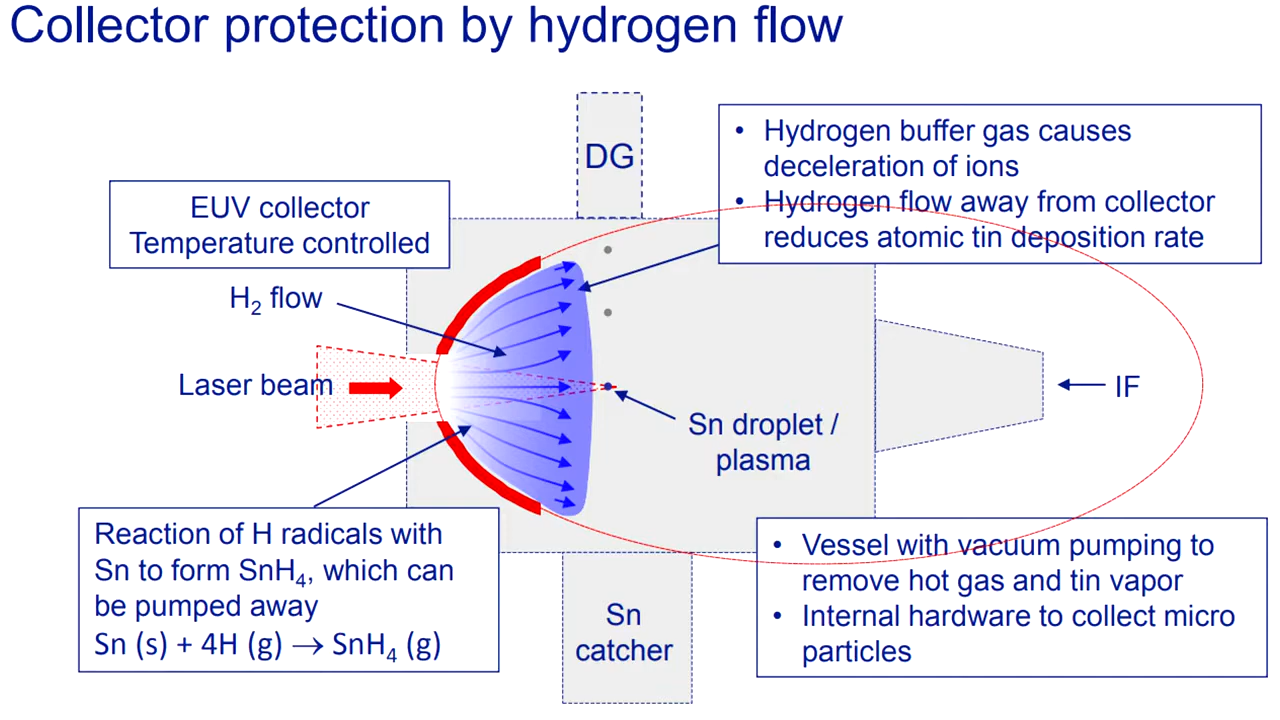 Collector protection by hydrogen flow
DG
• Hydrogen buffer gas causes
deceleration of ions
• Hydrogen flow away from collector
reduces atomic tin deposition rate
EUV collector
Temperature controlled
H₂ flow
Laser beam
IF
Sn droplet /
plasma
Reaction of H radicals with
Sn to form SnH₄, which can
be pumped away
Sn (s) + 4H (g) → SnH₄ (g)
Sn
catcher
• Vessel with vacuum pumping to
remove hot gas and tin vapor
• Internal hardware to collect micro
particles